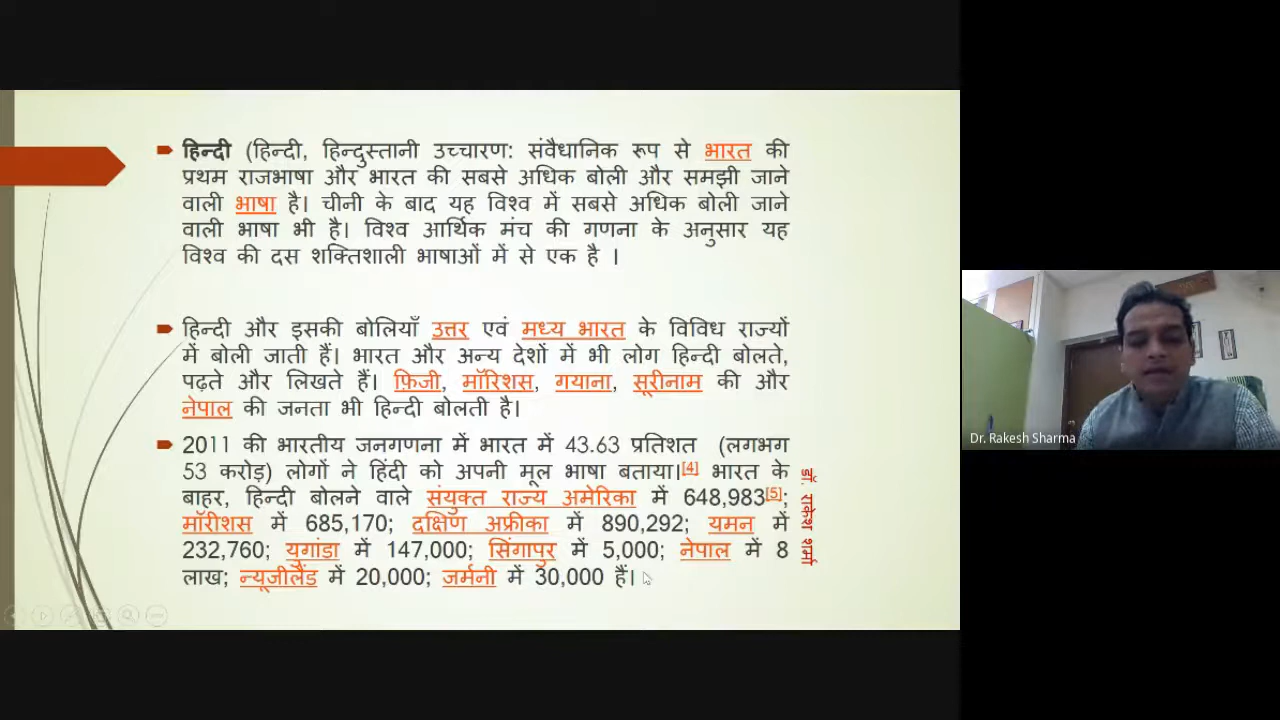 हिन्दी (हिन्दी, हिन्दुस्तानी उच्चारण: संवैधानिक रूप से भारत की
प्रथम राजभाषा और भारत की सबसे अधिक बोली और समझी जाने
वाली भाषा है। चीनी के बाद यह विश्व में सबसे अधिक बोली जाने
वाली भाषा भी है। विश्व आर्थिक मंच की गणना के अनुसार यह
विश्व की दस शक्तिशाली भाषाओं में से एक है ।
हिन्दी और इसकी बोलियाँ उत्तर एवं मध्य भारत के विविध राज्यों
में बोली जाती हैं। भारत और अन्य देशों में भी लोग हिन्दी बोलते,
पढ़ते और लिखते हैं। फ़िजी, मॉरिशस, गयाना, सूरीनाम की और
नेपाल की जनता भी हिन्दी बोलती है।
2011 की भारतीय जनगणना में भारत में 43.63 प्रतिशत (लगभग
53 करोड़) लोगों ने हिंदी को अपनी मूल भाषा बताया।[4] भारत के
बाहर, हिन्दी बोलने वाले संयुक्त राज्य अमेरिका में 648,983[5];
मॉरीशस में 685,170; दक्षिण अफ्रीका में 890,292; यमन में
232,760; युगांडा में 147,000; सिंगापुर में 5,000; नेपाल में 8
लाख; न्यूजीलैंड में 20,000; जर्मनी में 30,000 हैं।
डॉ. राकेश शर्मा
Dr. Rakesh Sharma